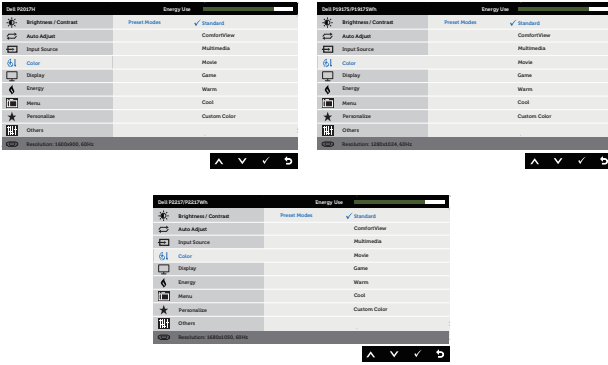 Dell P2017H Energy Use
Brightness / Contrast Preset Modes ✓ Standard
Auto Adjust ComfortView
Input Source Multimedia
Color Movie
Display Game
Energy Warm
Menu Cool
Personalize Custom Color
Others
Resolution: 1600x900, 60Hz
Dell P1917S/P1917SWh Energy Use
Brightness / Contrast Preset Modes ✓ Standard
Auto Adjust ComfortView
Input Source Multimedia
Color Movie
Display Game
Energy Warm
Menu Cool
Personalize Custom Color
Others
Resolution: 1280x1024, 60Hz
Dell P2217/P2217Wh Energy Use
Brightness / Contrast Preset Modes ✓ Standard
Auto Adjust ComfortView
Input Source Multimedia
Color Movie
Display Game
Energy Warm
Menu Cool
Personalize Custom Color
Others
Resolution: 1680x1050, 60Hz